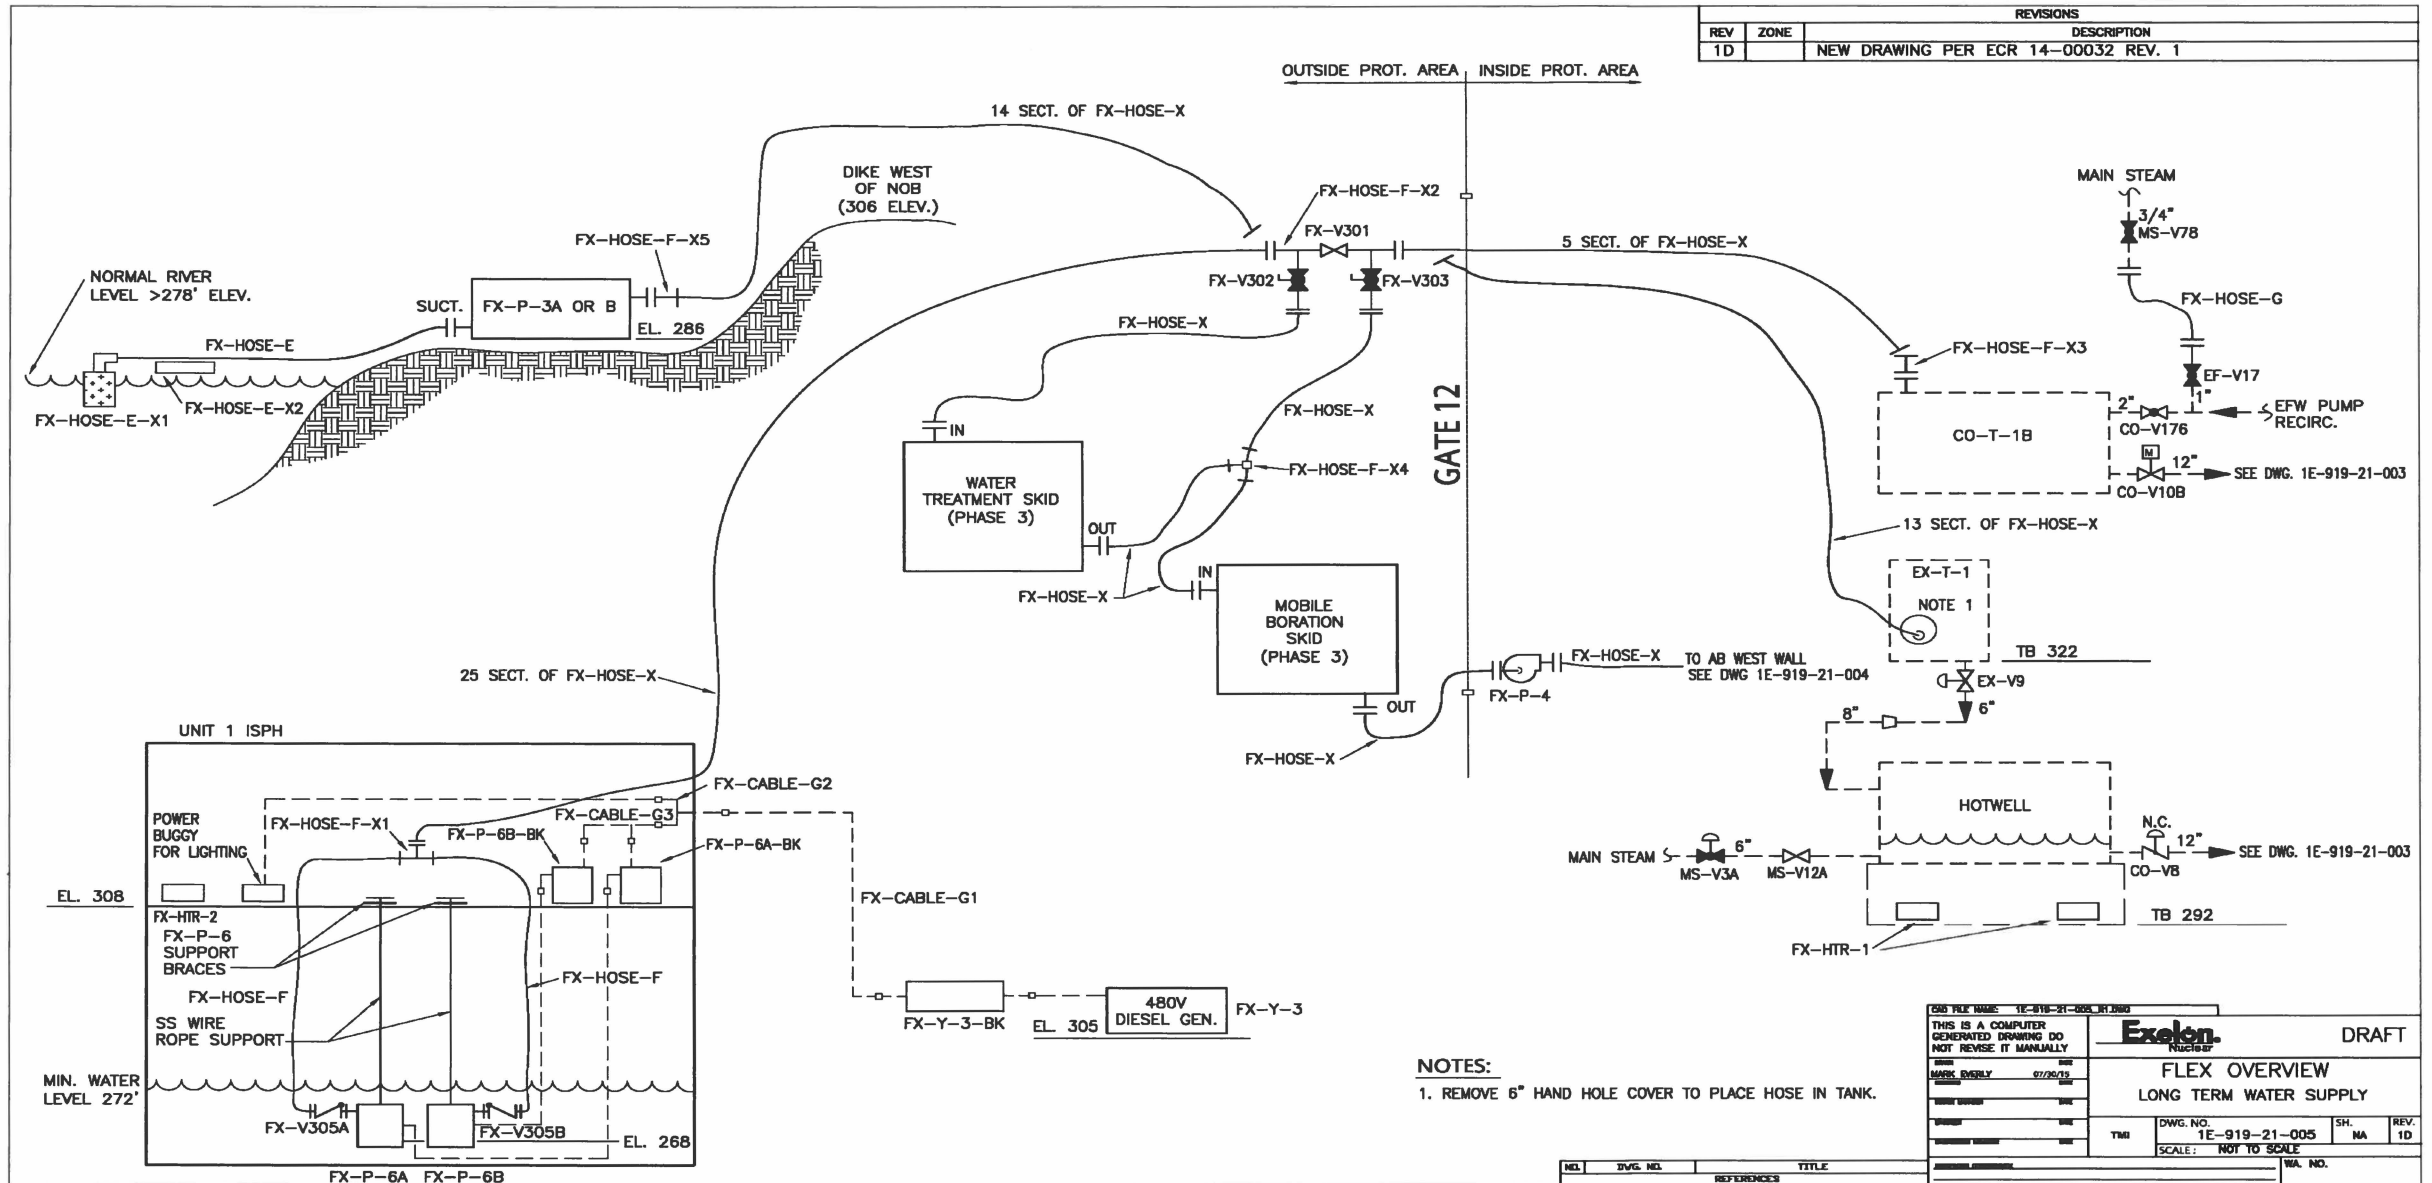 REVISIONS
REV ZONE DESCRIPTION
1D NEW DRAWING PER ECR 14-00032 REV. 1
OUTSIDE PROT. AREA INSIDE PROT. AREA
14 SECT. OF FX-HOSE-X
DIKE WEST
OF NOB
(306 ELEV.)
FX-HOSE-F-X5
NORMAL RIVER
LEVEL >278' ELEV.
SUCT.
FX-P-3A OR B
EL. 286
FX-HOSE-E
FX-HOSE-E-X2
FX-HOSE-E-X1
FX-HOSE-F-X2
FX-V301
FX-V302
FX-V303
5 SECT. OF FX-HOSE-X
FX-HOSE-X
FX-HOSE-X
FX-HOSE-F-X4
IN
WATER
TREATMENT SKID
(PHASE 3)
OUT
FX-HOSE-X
IN
MOBILE
BORATION
SKID
(PHASE 3)
OUT
FX-HOSE-X
GATE 12
FX-P-4
FX-HOSE-X
TO AB WEST WALL
SEE DWG 1E-919-21-004
MAIN STEAM
3/4"
MS-V78
FX-HOSE-G
FX-HOSE-F-X3
EF-V17
1"
2"
CO-V176
EFW PUMP
RECIRC.
CO-T-1B
M
12"
SEE DWG. 1E-919-21-003
CO-V10B
13 SECT. OF FX-HOSE-X
EX-T-1
NOTE 1
TB 322
EX-V9
6"
8"
HOTWELL
N.C.
12"
SEE DWG. 1E-919-21-003
CO-V8
MAIN STEAM
6"
MS-V3A
MS-V12A
TB 292
FX-HTR-1
25 SECT. OF FX-HOSE-X
UNIT 1 ISPH
FX-CABLE-G2
FX-CABLE-G3
POWER
BUGGY
FOR LIGHTING
FX-HOSE-F-X1
FX-P-6B-BK
FX-P-6A-BK
EL. 308
FX-HTR-2
FX-P-6
SUPPORT
BRACES
FX-CABLE-G1
FX-HOSE-F
FX-HOSE-F
SS WIRE
ROPE SUPPORT
FX-Y-3-BK
480V
DIESEL GEN.
FX-Y-3
EL. 305
MIN. WATER
LEVEL 272'
FX-V305A
FX-V305B
EL. 268
FX-P-6A FX-P-6B
NOTES:
1. REMOVE 6" HAND HOLE COVER TO PLACE HOSE IN TANK.
NO. DWG. NO. TITLE
REFERENCES
CAD FILE NAME:
THIS IS A COMPUTER
GENERATED DRAWING DO
NOT REVISE IT MANUALLY
Exelon.
Nuclear
DRAFT
MARK EVERLY 07/30/15
FLEX OVERVIEW
LONG TERM WATER SUPPLY
TMI
DWG. NO.
1E-919-21-005
SH.
NA
REV.
1D
SCALE: NOT TO SCALE
WA. NO.